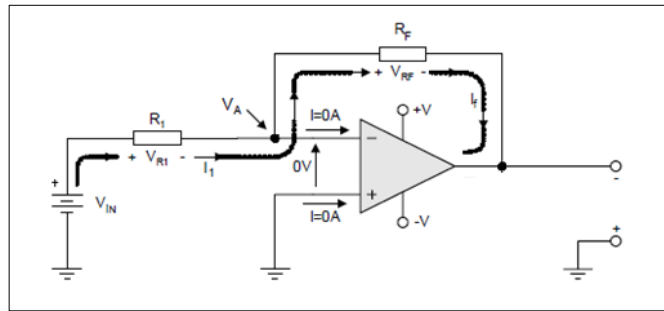 R_F
+ V_RF -
V_A
I=0A
+V
I_f
R_1
-
+ V_R1 -
I_1
0V
-
+
V_IN
+
I=0A
-V
+